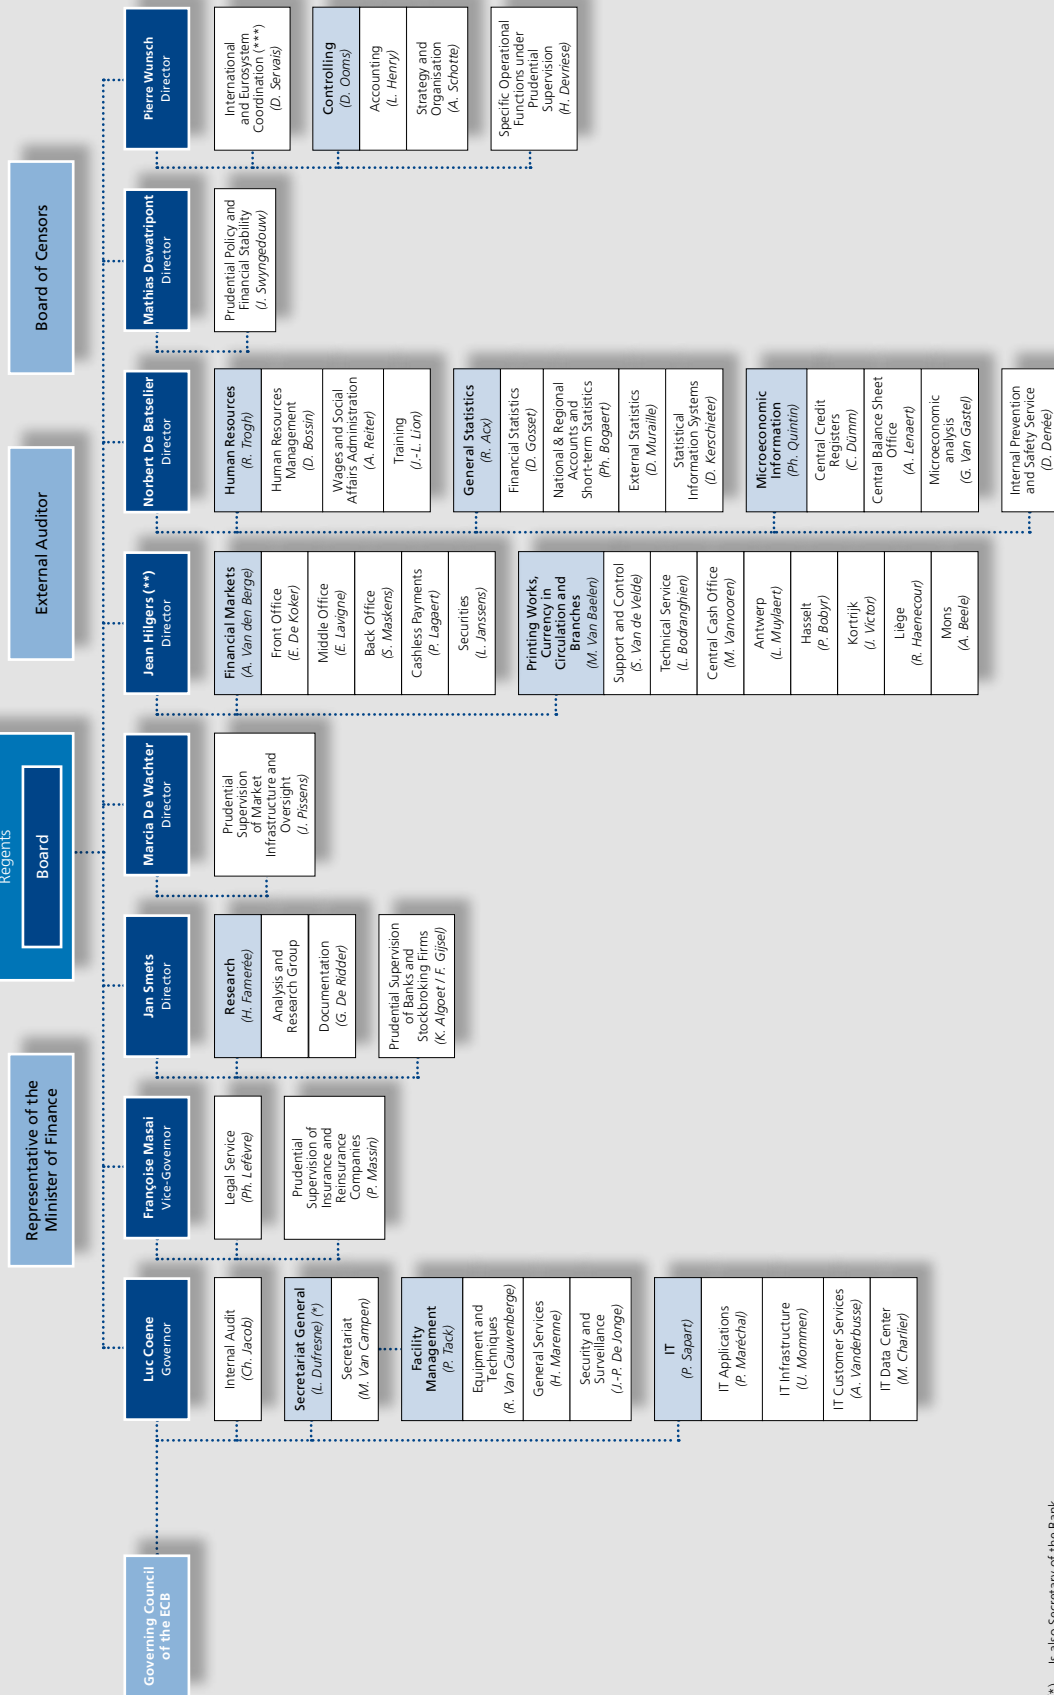 Regents
Board
Representative of the
Minister of Finance
External Auditor
Board of Censors
Governing Council
of the ECB
Luc Coene
Governor
Internal Audit
(Ch. Jacob)
Secretariat General
(L. Dufresne) (*)
Secretariat
(M. Van Campen)
Facility
Management
(P. Tack)
Equipment and
Techniques
(R. Van Cauwenberge)
General Services
(H. Marenne)
Security and
Surveillance
(J.-P. De Jonge)
IT
(P. Sapart)
IT Applications
(P. Maréchal)
IT Infrastructure
(U. Mommen)
IT Customer Services
(A. Vanderbusse)
IT Data Center
(M. Charlier)
Françoise Masai
Vice-Governor
Legal Service
(Ph. Lefèvre)
Prudential
Supervision of
Insurance and
Reinsurance
Companies
(P. Massin)
Jan Smets
Director
Research
(H. Famerée)
Analysis and
Research Group
Documentation
(G. De Ridder)
Prudential Supervision
of Banks and
Stockbroking Firms
(K. Algoet / F. Gijsel)
Marcia De Wachter
Director
Prudential
Supervision
of Market
Infrastructure and
Oversight
(J. Pissens)
Jean Hilgers (**)
Director
Financial Markets
(A. Van den Berge)
Front Office
(E. De Koker)
Middle Office
(E. Lavigne)
Back Office
(S. Maskens)
Cashless Payments
(P. Lagaert)
Securities
(L. Janssens)
Printing Works,
Currency in
Circulation and
Branches
(M. Van Baelen)
Support and Control
(S. Van de Velde)
Technical Service
(L. Bodranghien)
Central Cash Office
(M. Vanvooren)
Antwerp
(L. Muylaert)
Hasselt
(P. Bobyr)
Kortrijk
(J. Victor)
Liège
(R. Haenecour)
Mons
(A. Beele)
Norbert De Batselier
Director
Human Resources
(R. Trogh)
Human Resources
Management
(D. Bossin)
Wages and Social
Affairs Administration
(A. Reiter)
Training
(J.-L. Lion)
General Statistics
(R. Acx)
Financial Statistics
(D. Gosset)
National & Regional
Accounts and
Short-term Statistics
(Ph. Bogaert)
External Statistics
(D. Muraille)
Statistical
Information Systems
(D. Kerschieter)
Microeconomic
Information
(Ph. Quintin)
Central Credit
Registers
(C. Dümm)
Central Balance Sheet
Office
(A. Lenaert)
Microeconomic
analysis
(G. Van Gastel)
Internal Prevention
and Safety Service
(D. Denée)
Mathias Dewatripont
Director
Prudential Policy and
Financial Stability
(J. Swyngedouw)
Pierre Wunsch
Director
International
and Eurosystem
Coordination (***)
(D. Servais)
Controlling
(D. Ooms)
Accounting
(L. Henry)
Strategy and
Organisation
(A. Schotte)
Specific Operational
Functions under
Prudential
Supervision
(H. Devriese)
*) Is also Secretary of the Bank